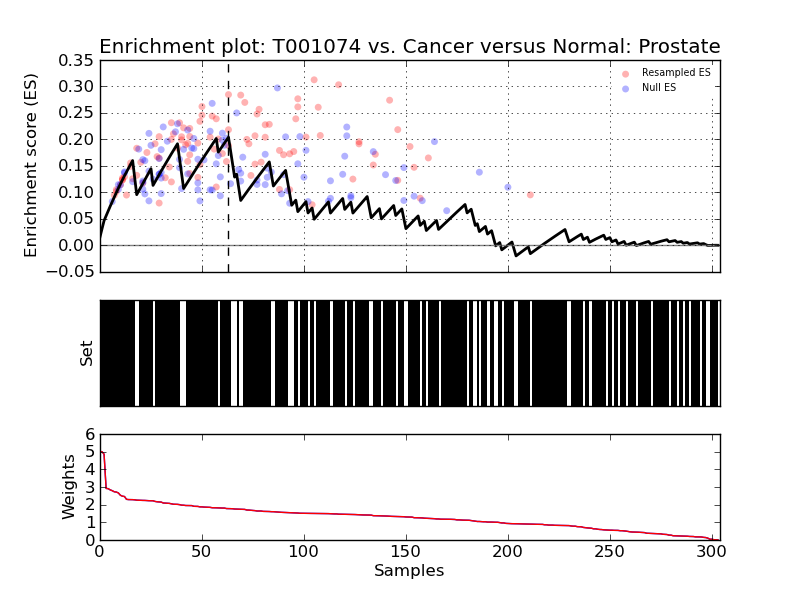 Enrichment plot: T001074 vs. Cancer versus Normal: Prostate
Enrichment score (ES)
0.35
0.30
0.25
0.20
0.15
0.10
0.05
0.00
−0.05
Resampled ES
Null ES
Set
Weights
6
5
4
3
2
1
0
0 50 100 150 200 250 300
Samples